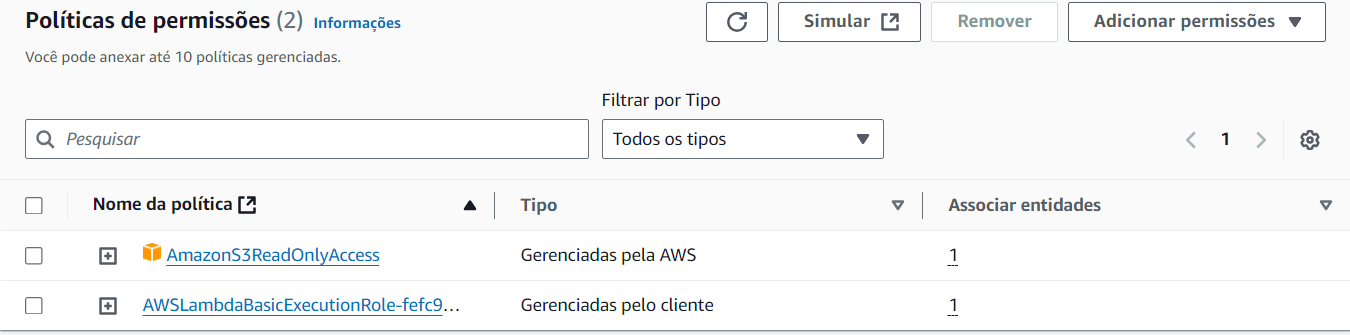 Políticas de permissões (2) Informações
Simular
Remover
Adicionar permissões
Você pode anexar até 10 políticas gerenciadas.
Filtrar por Tipo
Pesquisar
Todos os tipos
1
Nome da política Tipo Associar entidades
AmazonS3ReadOnlyAccess Gerenciadas pela AWS 1
AWSLambdaBasicExecutionRole-fefc9... Gerenciadas pelo cliente 1